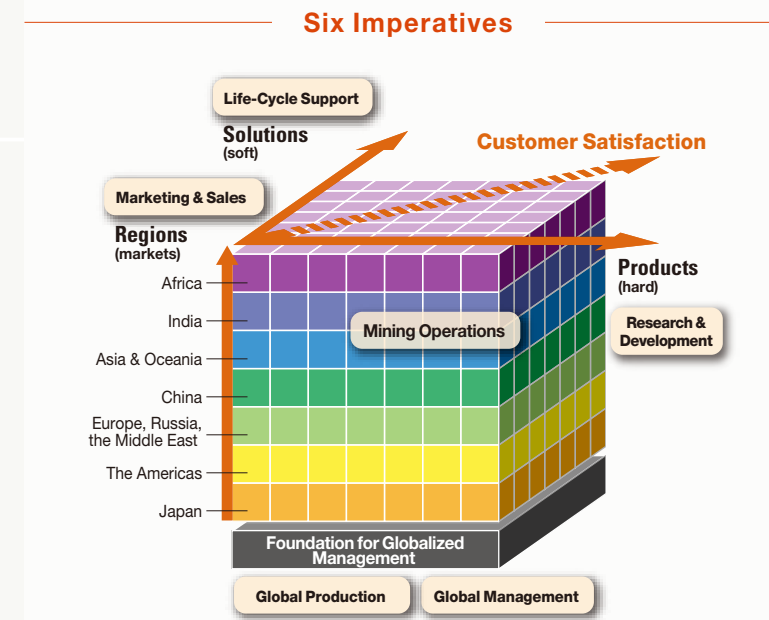 Six Imperatives
Life-Cycle Support
Solutions
(soft)
Customer Satisfaction
Marketing & Sales
Regions
(markets)
Products
(hard)
Africa
India
Mining Operations
Research &
Development
Asia & Oceania
China
Europe, Russia,
the Middle East
The Americas
Japan
Foundation for Globalized
Management
Global Production
Global Management